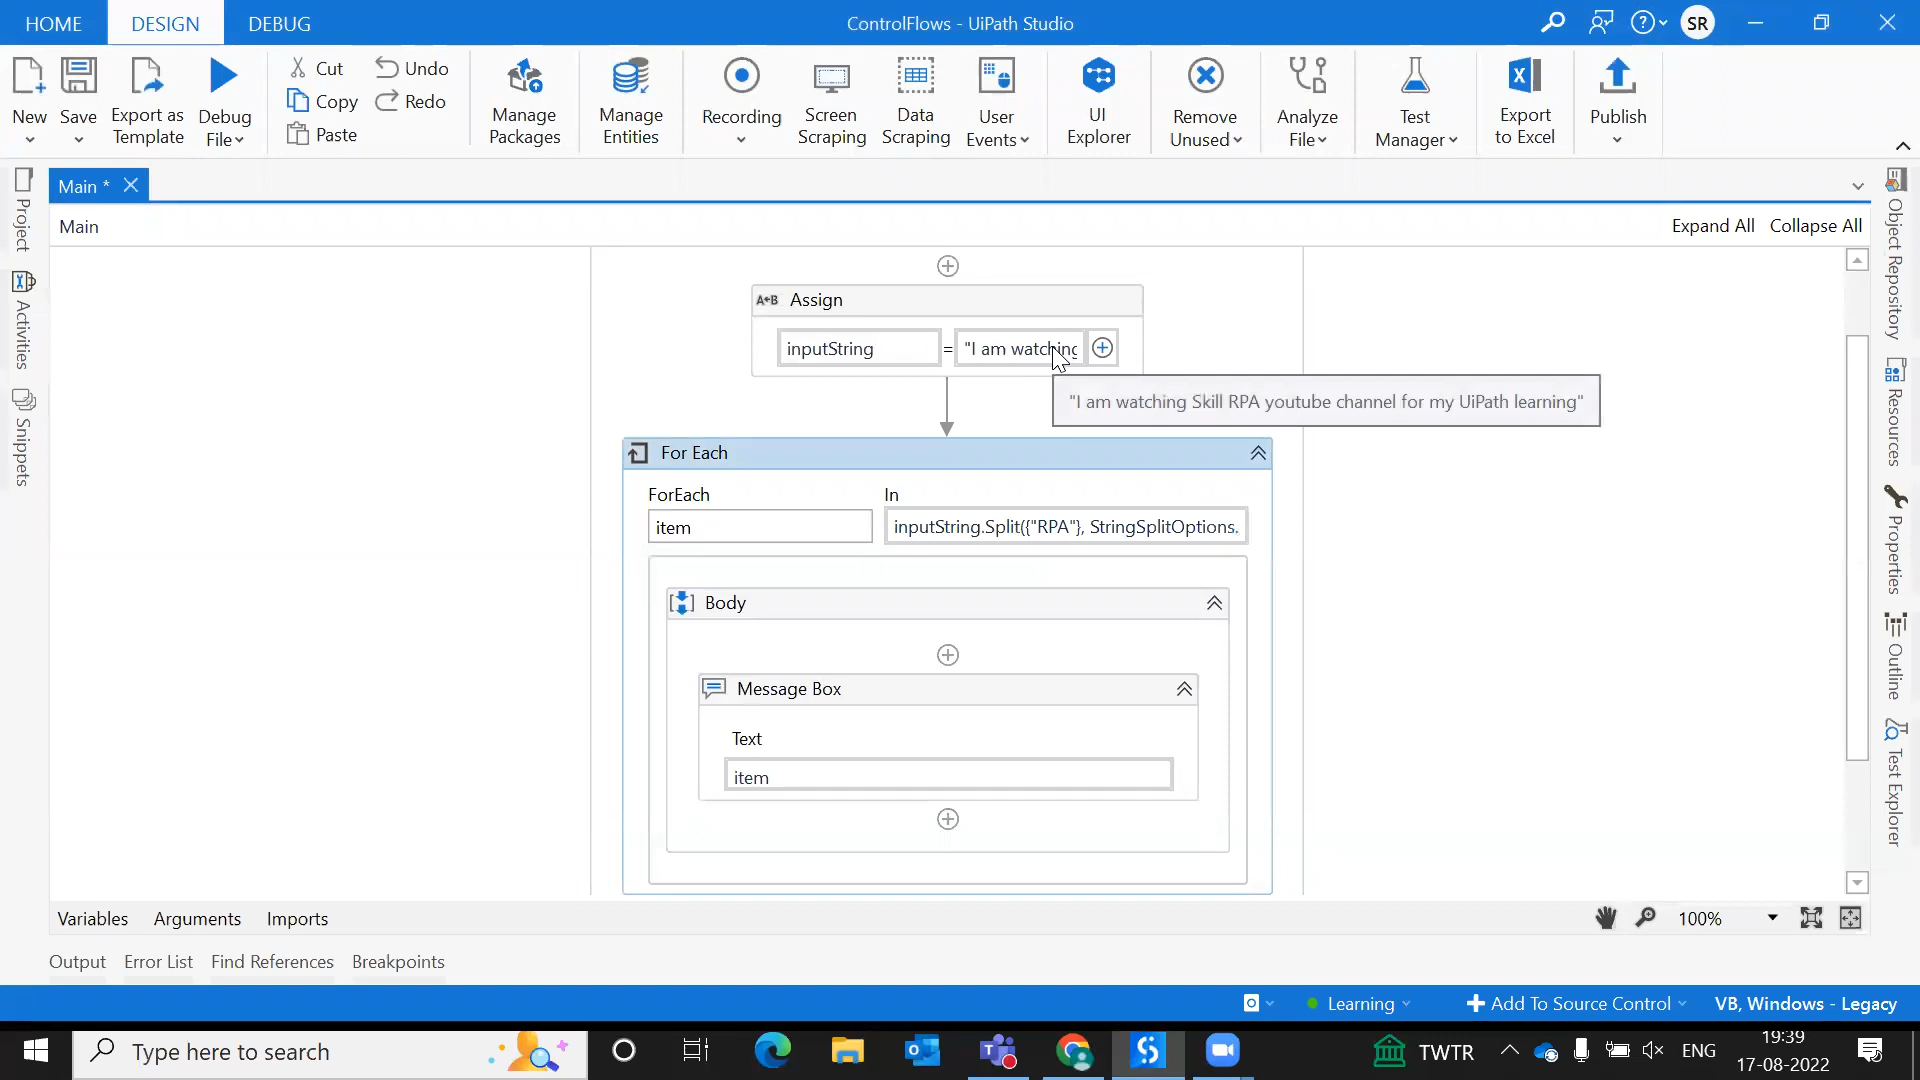 HOME
DESIGN
DEBUG
ControlFlows - UiPath Studio
SR
New
Save
Export as
Template
Debug
File
Cut
Copy
Paste
Undo
Redo
Manage
Packages
Manage
Entities
Recording
Screen
Scraping
Data
Scraping
User
Events
UI
Explorer
Remove
Unused
Analyze
File
Test
Manager
Export
to Excel
Publish
Main *
Main
Expand All
Collapse All
Project
Activities
Snippets
Object Repository
Resources
Properties
Outline
Test Explorer
A B
Assign
inputString
=
"I am watching
"I am watching Skill RPA youtube channel for my UiPath learning"
For Each
ForEach
In
item
inputString.Split({"RPA"}, StringSplitOptions.
Body
Message Box
Text
item
Variables
Arguments
Imports
100%
Output
Error List
Find References
Breakpoints
Learning
Add To Source Control
VB, Windows - Legacy
Type here to search
TWTR
ENG
19:39
17-08-2022